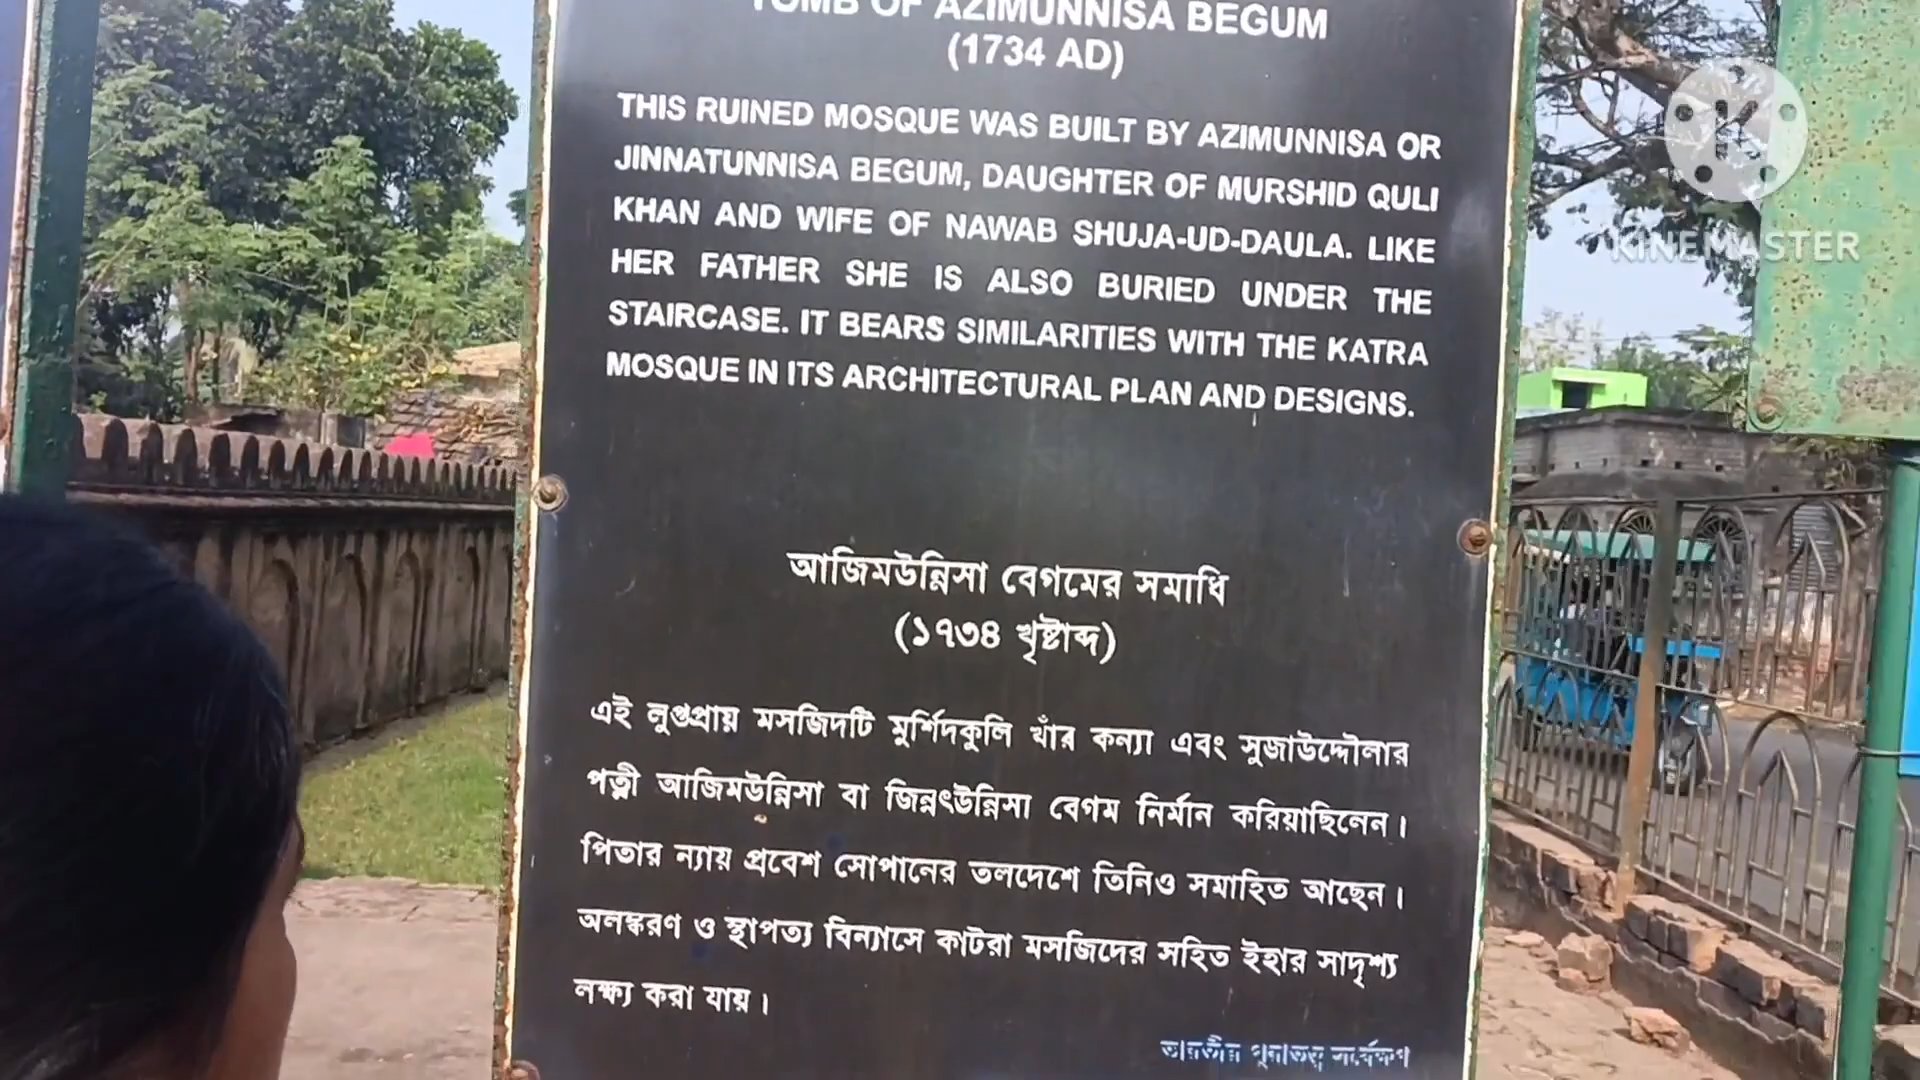 TOMB OF AZIMUNNISA BEGUM
(1734 AD)
THIS RUINED MOSQUE WAS BUILT BY AZIMUNNISA OR
JINNATUNNISA BEGUM, DAUGHTER OF MURSHID QULI
KHAN AND WIFE OF NAWAB SHUJA-UD-DAULA. LIKE
HER FATHER SHE IS ALSO BURIED UNDER THE
STAIRCASE. IT BEARS SIMILARITIES WITH THE KATRA
MOSQUE IN ITS ARCHITECTURAL PLAN AND DESIGNS.
আজিমউন্নিসা বেগমের সমাধি
(১৭৩৪ খৃষ্টাব্দ)
এই লুপ্তপ্রায় মসজিদটি মুর্শিদকুলি খাঁর কন্যা এবং সুজাউদ্দৌলার
পত্নী আজিমউন্নিসা বা জিন্নৎউন্নিসা বেগম নির্মান করিয়াছিনেন।
পিতার ন্যায় প্রবেশ সোপানের তলদেশে তিনিও সমাহিত আছেন।
অলঙ্করণ ও স্থাপত্য বিন্যাসে কাটরা মসজিদের সহিত ইহার সাদৃশ্য
লক্ষ্য করা যায়।
ভারতীয় পুরাতত্ত্ব সর্বেক্ষণ
K
KINEMASTER